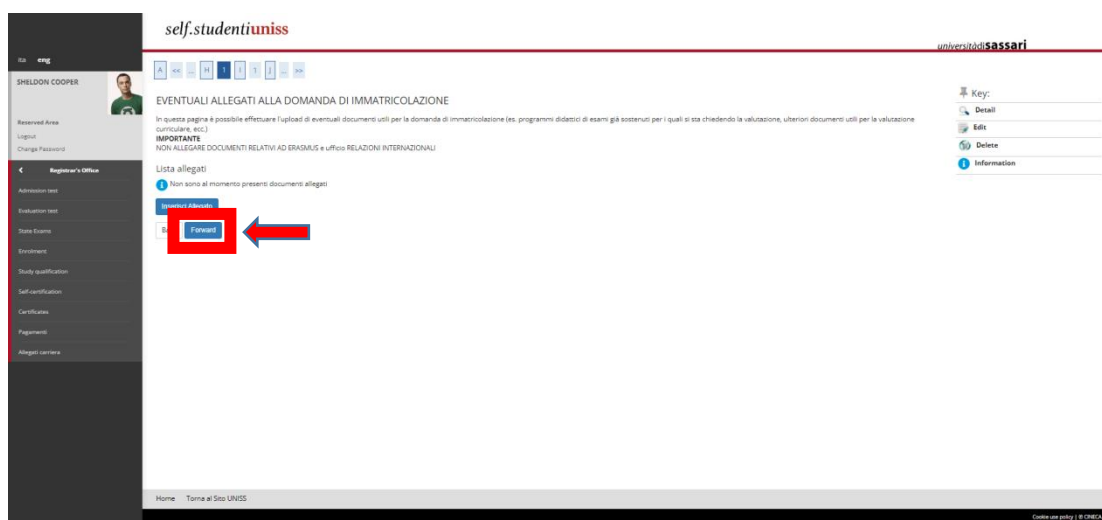 self.studentiuniss
universitàdisassari
ita eng
SHELDON COOPER
Reserved Area
Logout
Change Password
Registrar's Office
Admission test
Evaluation test
State Exams
Enrolment
Study qualification
Self-certification
Certificates
Pagamenti
Allegati carriera
A << ... H 1 I 1 J ... >>
EVENTUALI ALLEGATI ALLA DOMANDA DI IMMATRICOLAZIONE
In questa pagina è possibile effettuare l'upload di eventuali documenti utili per la domanda di immatricolazione (es. programmi didattici di esami già sostenuti per i quali si sta chiedendo la valutazione, ulteriori documenti utili per la valutazione
curriculare, ecc.)
IMPORTANTE
NON ALLEGARE DOCUMENTI RELATIVI AD ERASMUS e ufficio RELAZIONI INTERNAZIONALI
Lista allegati
Non sono al momento presenti documenti allegati
Inserisci Allegato
Forward
Key:
Detail
Edit
Delete
Information
Home Torna al Sito UNISS
Cookie use policy | © CINECA